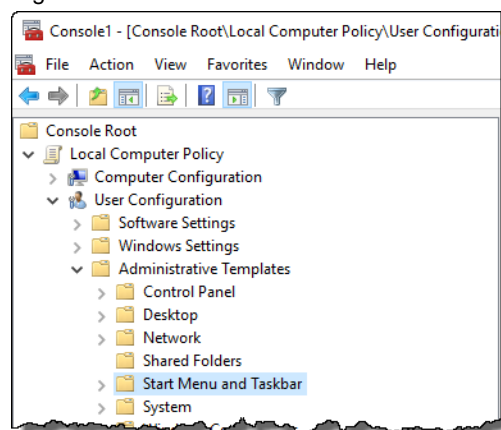 Console1 - [Console Root\Local Computer Policy\User Configurati
File Action View Favorites Window Help
Console Root
Local Computer Policy
Computer Configuration
User Configuration
Software Settings
Windows Settings
Administrative Templates
Control Panel
Desktop
Network
Shared Folders
Start Menu and Taskbar
System